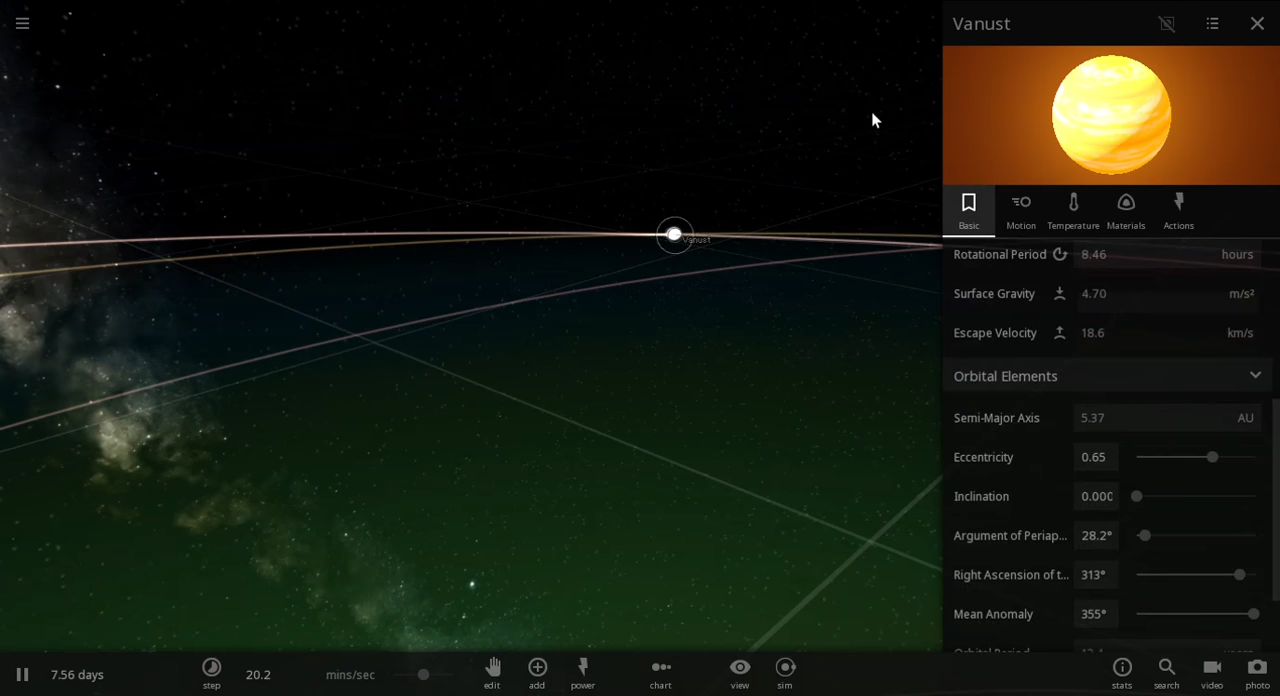 Vanust
Basic
Motion
Temperature
Materials
Actions
Rotational Period 8.46 hours
Surface Gravity 4.70 m/s²
Escape Velocity 18.6 km/s
Orbital Elements
Semi-Major Axis 5.37 AU
Eccentricity 0.65
Inclination 0.000
Argument of Periap... 28.2°
Right Ascension of t... 313°
Mean Anomaly 355°
Orbital Period
Vanust
7.56 days
step
20.2 mins/sec
edit
add
power
chart
view
sim
stats
search
video
photo